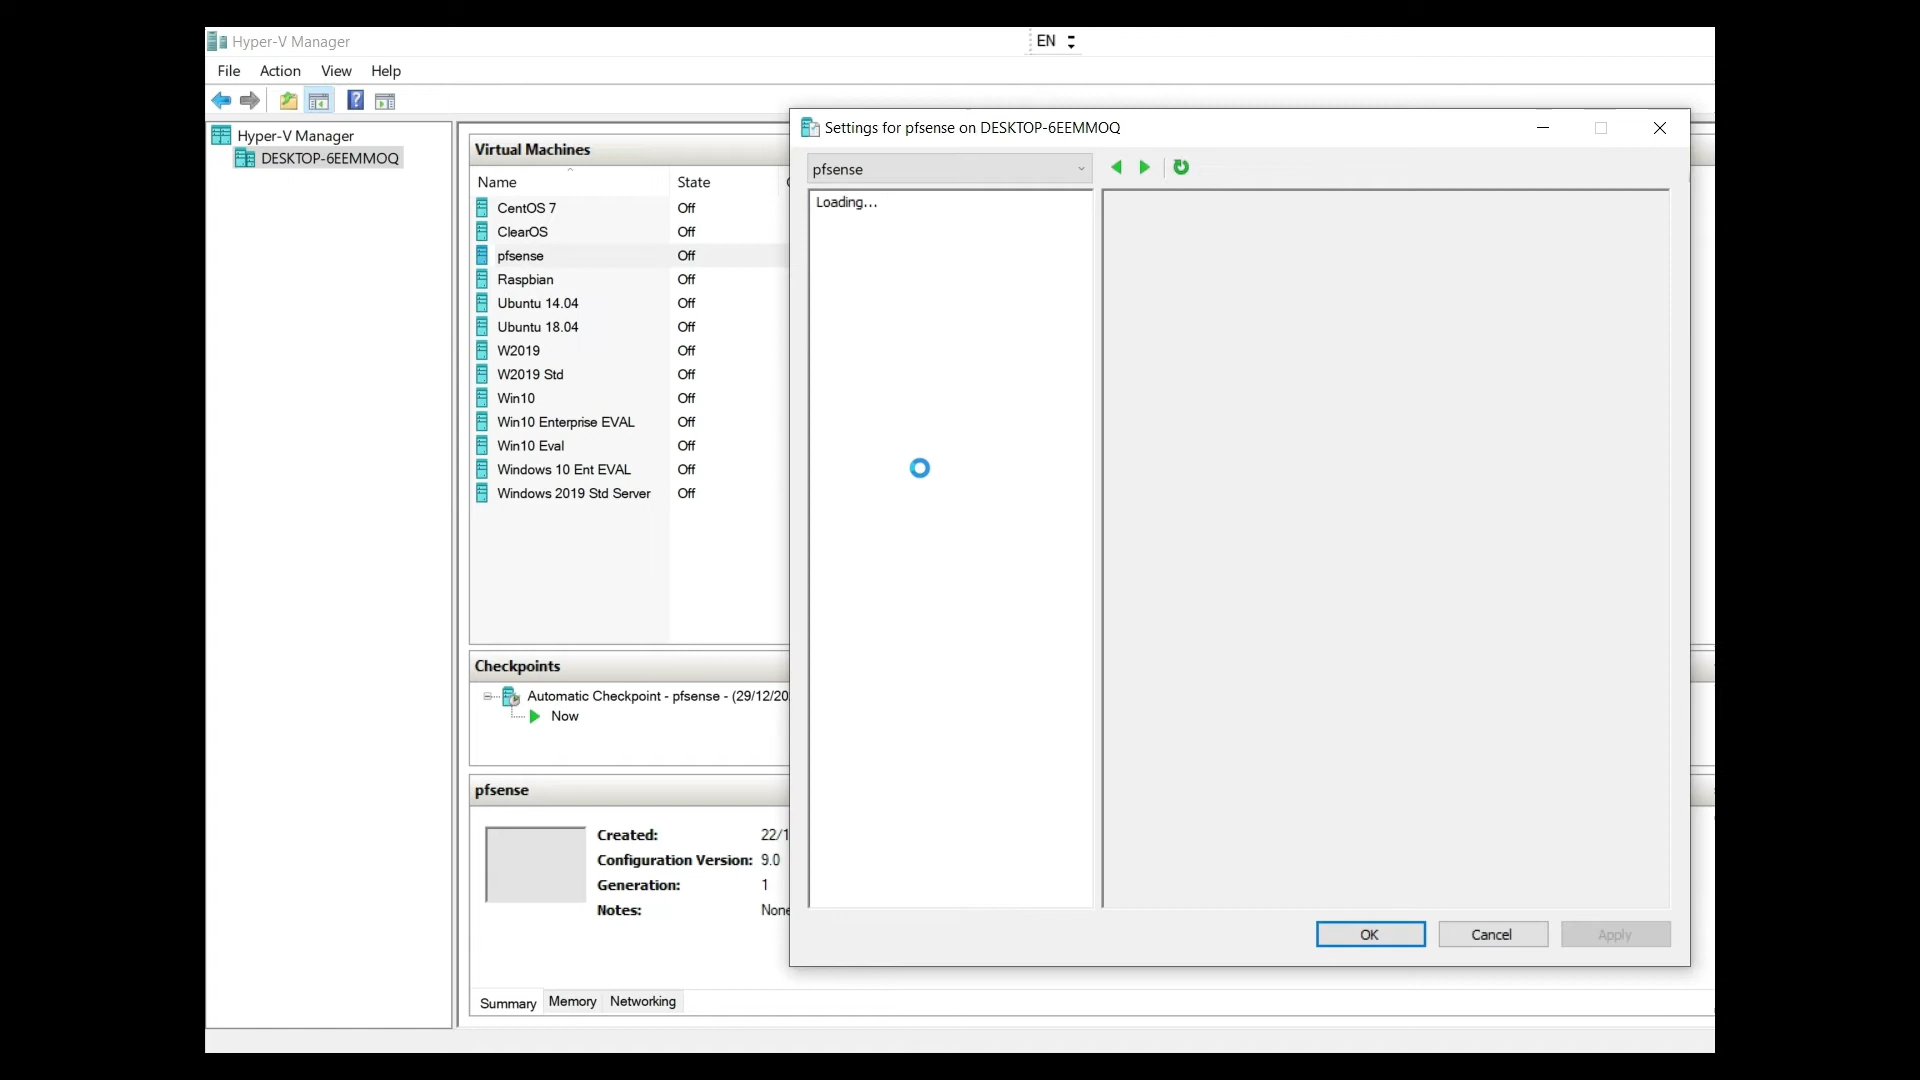 Hyper-V Manager
EN
File Action View Help
Hyper-V Manager
DESKTOP-6EEMMOQ
Virtual Machines
Name State
CentOS 7 Off
ClearOS Off
pfsense Off
Raspbian Off
Ubuntu 14.04 Off
Ubuntu 18.04 Off
W2019 Off
W2019 Std Off
Win10 Off
Win10 Enterprise EVAL Off
Win10 Eval Off
Windows 10 Ent EVAL Off
Windows 2019 Std Server Off
Checkpoints
Automatic Checkpoint - pfsense - (29/12/20
Now
pfsense
Created: 22/1
Configuration Version: 9.0
Generation: 1
Notes: None
Summary Memory Networking
Settings for pfsense on DESKTOP-6EEMMOQ
pfsense
Loading...
OK Cancel Apply